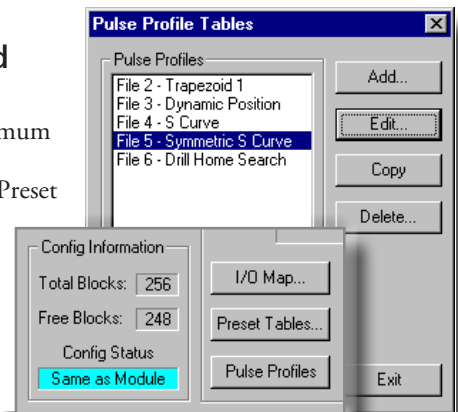 Pulse Profile Tables
Pulse Profiles
File 2 - Trapezoid 1
File 3 - Dynamic Position
File 4 - S Curve
File 5 - Symmetric S Curve
File 6 - Drill Home Search
Add...
Edit...
Copy
Delete...
Exit
mum
Preset
Config Information
Total Blocks: 256
Free Blocks: 248
Config Status
Same as Module
I/O Map...
Preset Tables...
Pulse Profiles